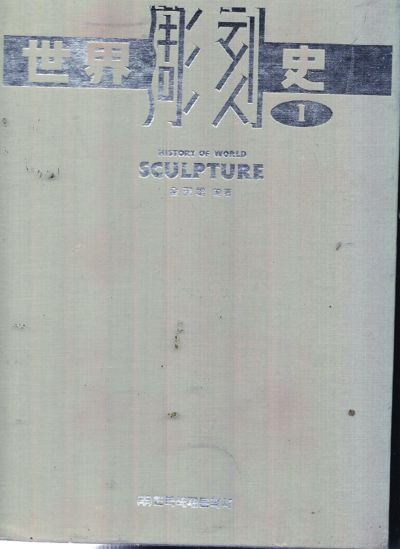 世界彫刻史
1
HISTORY OF WORLD
SCULPTURE